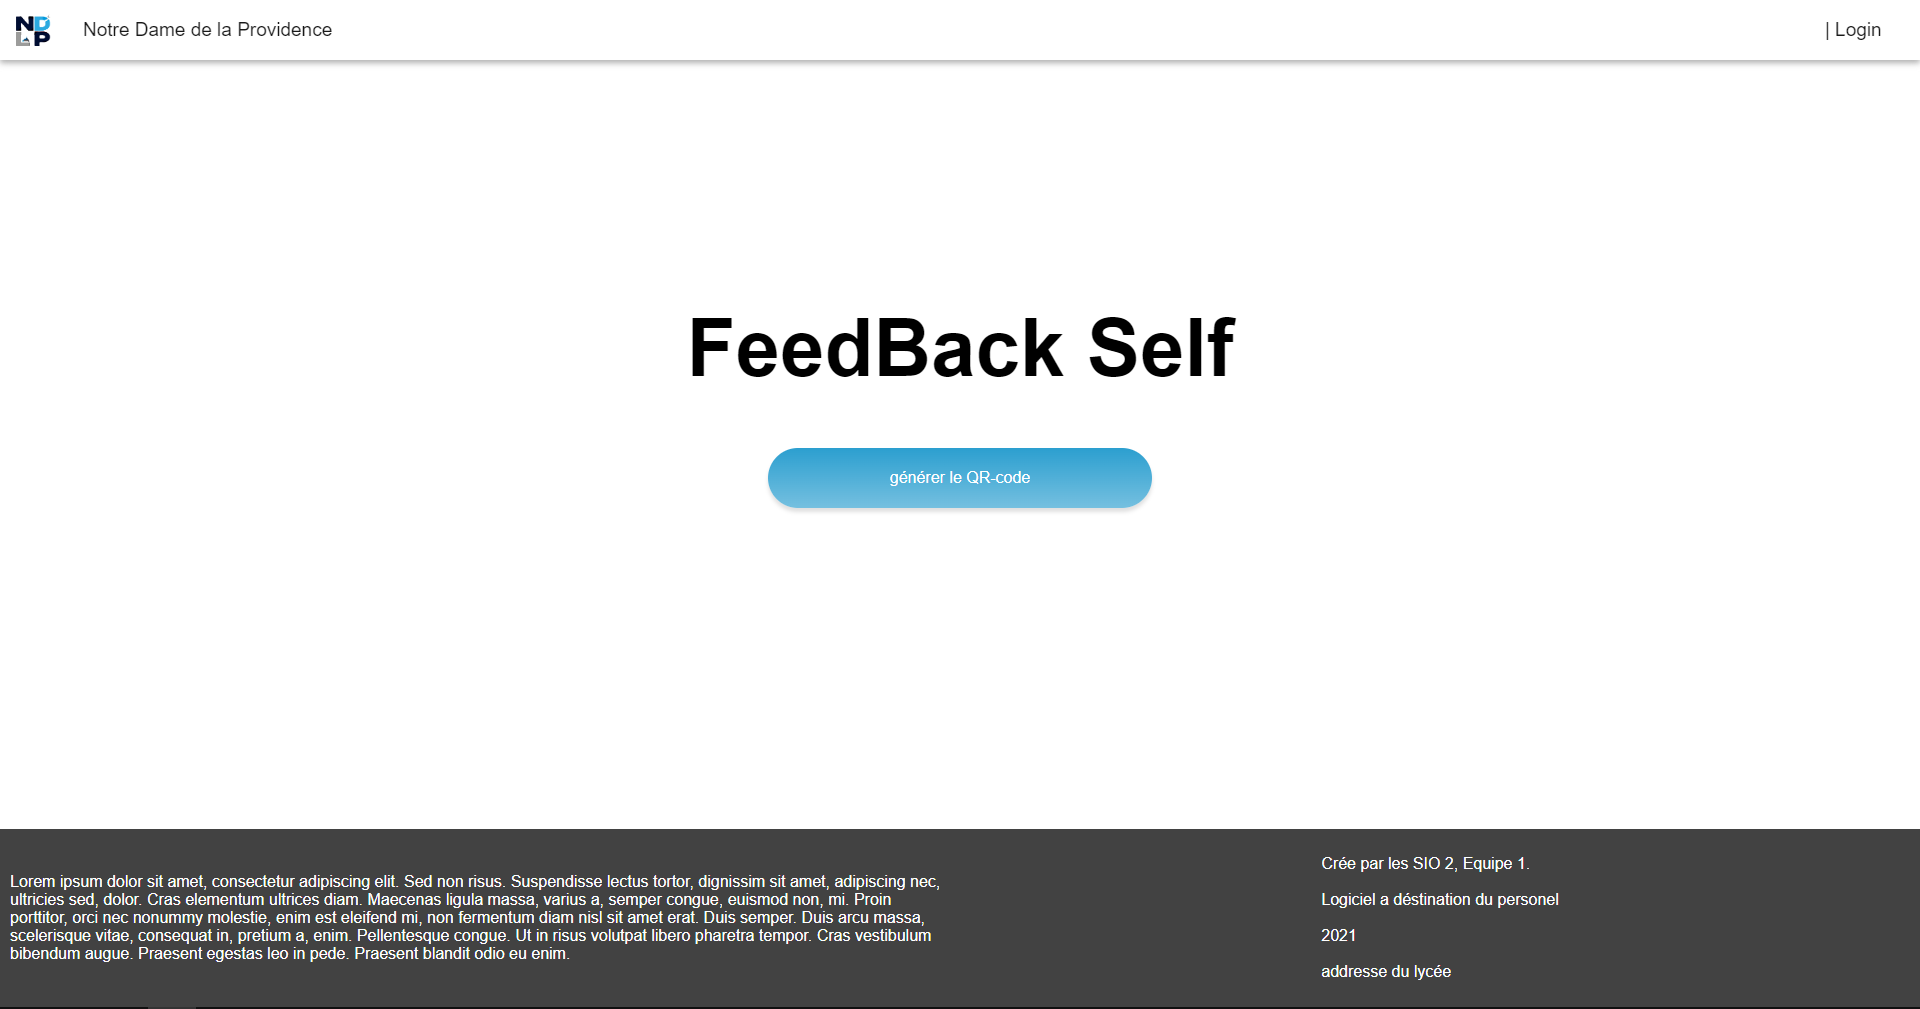 NDLP
Notre Dame de la Providence
| Login
FeedBack Self
générer le QR-code
Lorem ipsum dolor sit amet, consectetur adipiscing elit. Sed non risus. Suspendisse lectus tortor, dignissim sit amet, adipiscing nec,
ultricies sed, dolor. Cras elementum ultrices diam. Maecenas ligula massa, varius a, semper congue, euismod non, mi. Proin
porttitor, orci nec nonummy molestie, enim est eleifend mi, non fermentum diam nisl sit amet erat. Duis semper. Duis arcu massa,
scelerisque vitae, consequat in, pretium a, enim. Pellentesque congue. Ut in risus volutpat libero pharetra tempor. Cras vestibulum
bibendum augue. Praesent egestas leo in pede. Praesent blandit odio eu enim.
Crée par les SIO 2, Equipe 1.
Logiciel a déstination du personel
2021
addresse du lycée